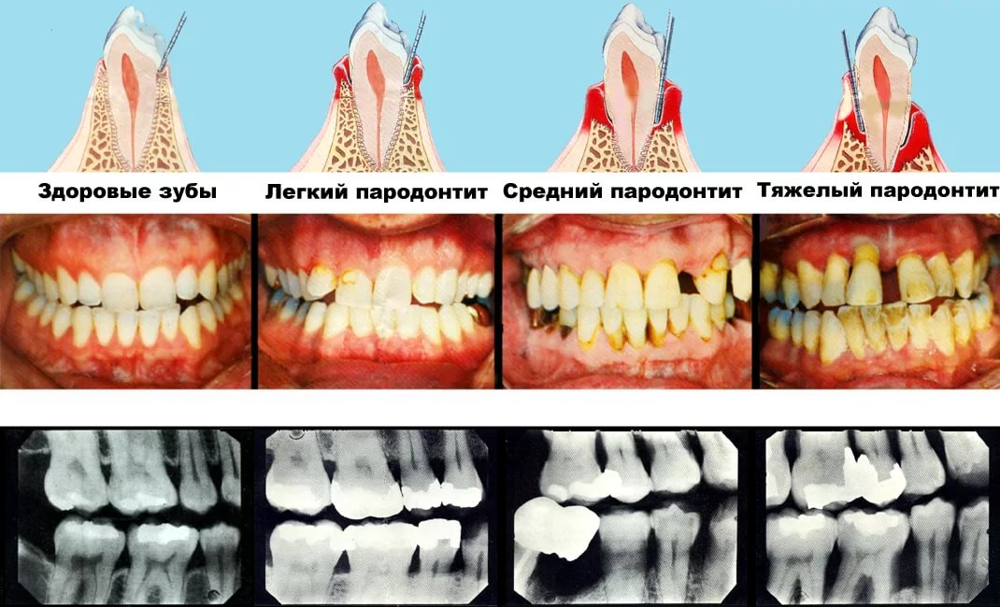 Здоровые зубы
Легкий пародонтит
Средний пародонтит
Тяжелый пародонтит